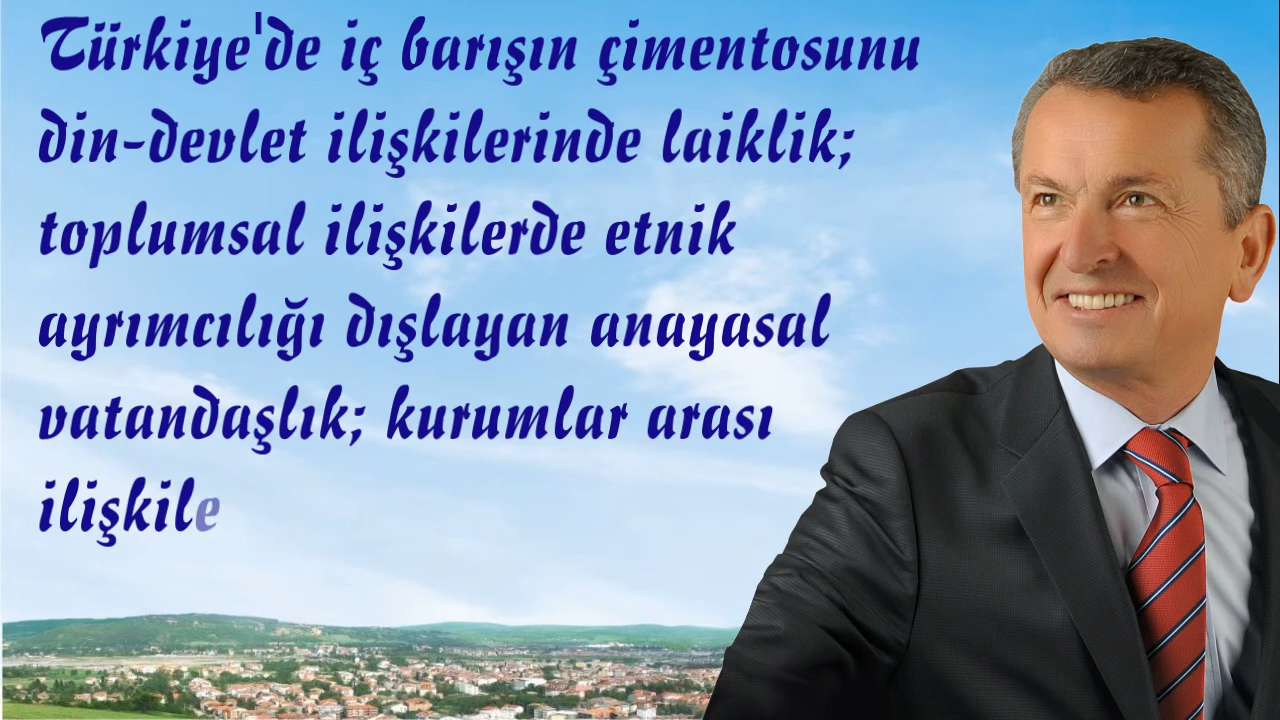 Türkiye'de iç barışın çimentosunu
din-devlet ilişkilerinde laiklik;
toplumsal ilişkilerde etnik
ayrımcılığı dışlayan anayasal
vatandaşlık; kurumlar arası
ilişkile